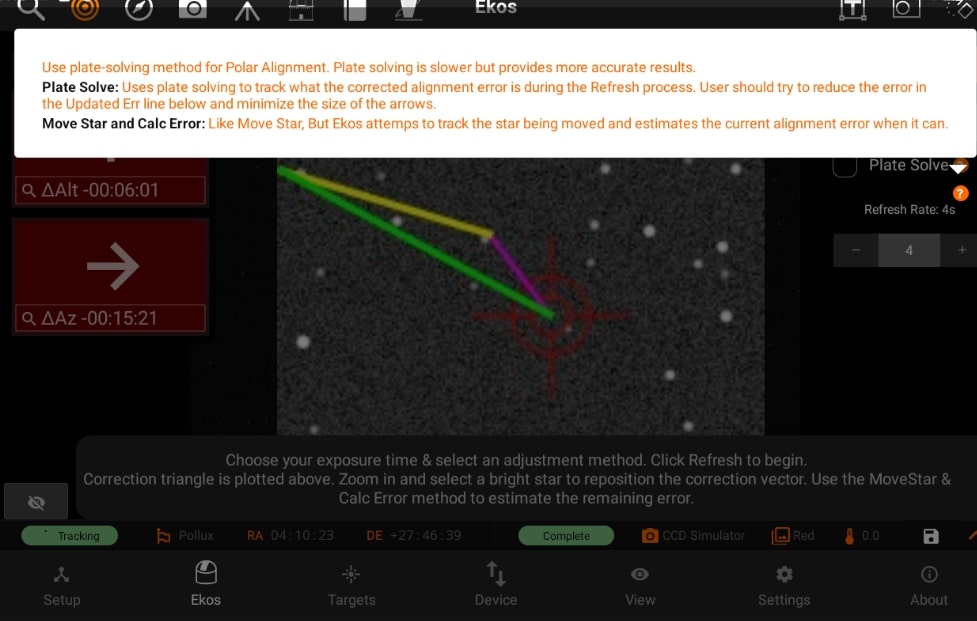 Ekos
Use plate-solving method for Polar Alignment. Plate solving is slower but provides more accurate results.
Plate Solve: Uses plate solving to track what the corrected alignment error is during the Refresh process. User should try to reduce the error in
the Updated Err line below and minimize the size of the arrows.
Move Star and Calc Error: Like Move Star, But Ekos attemps to track the star being moved and estimates the current alignment error when it can.
ΔAlt -00:06:01
Plate Solve
?
Refresh Rate: 4s
− 4 +
ΔAz -00:15:21
Choose your exposure time & select an adjustment method. Click Refresh to begin.
Correction triangle is plotted above. Zoom in and select a bright star to reposition the correction vector. Use the MoveStar &
Calc Error method to estimate the remaining error.
Tracking Pollux RA 04:10:23 DE +27:46:39 Complete CCD Simulator Red 0.0
Setup Ekos Targets Device View Settings About